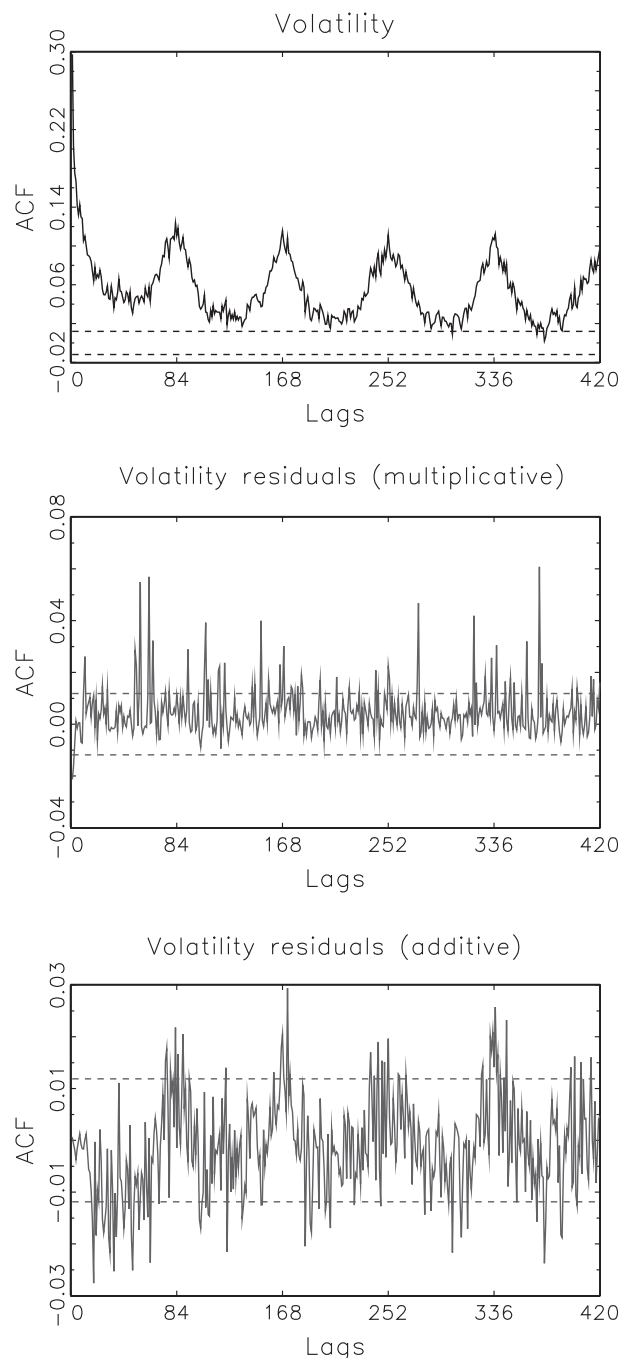 Volatility
0.30
0.22
0.14
0.06
-0.02
ACF
0 84 168 252 336 420
Lags
Volatility residuals (multiplicative)
0.08
0.04
0.00
-0.04
ACF
0 84 168 252 336 420
Lags
Volatility residuals (additive)
0.03
0.01
-0.01
-0.03
ACF
0 84 168 252 336 420
Lags